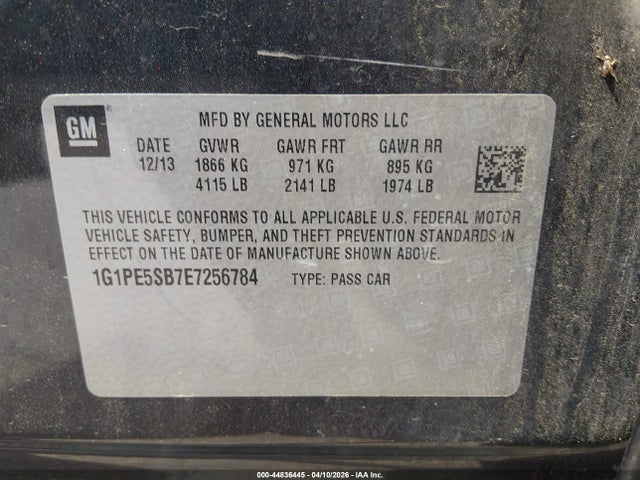 GM
MFD BY GENERAL MOTORS LLC
DATE GVWR GAWR FRT GAWR RR
12/13 1866 KG 971 KG 895 KG
4115 LB 2141 LB 1974 LB
THIS VEHICLE CONFORMS TO ALL APPLICABLE U.S. FEDERAL MOTOR
VEHICLE SAFETY, BUMPER, AND THEFT PREVENTION STANDARDS IN
EFFECT ON THE DATE OF MANUFACTURE SHOWN ABOVE.
1G1PE5SB7E7256784 TYPE: PASS CAR
000-44836445 - 04/10/2026 - IAA Inc.